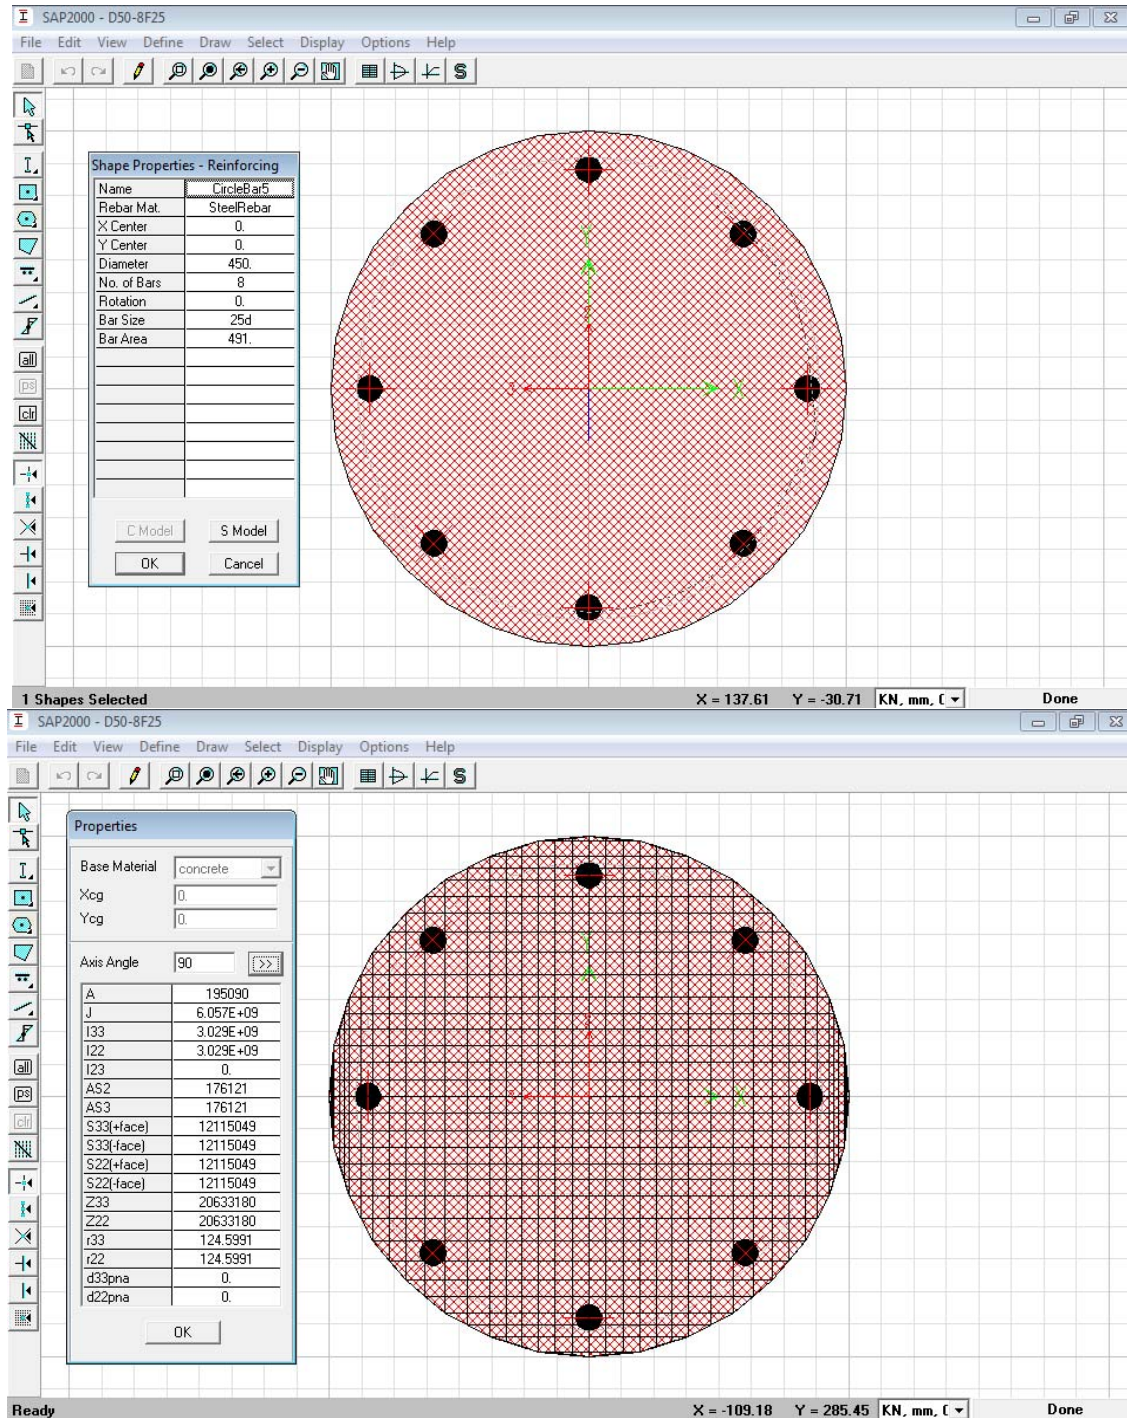 SAP2000 - D50-8F25
File Edit View Define Draw Select Display Options Help
Shape Properties - Reinforcing
Name CircleBar5
Rebar Mat. SteelRebar
X Center 0.
Y Center 0.
Diameter 450.
No. of Bars 8
Rotation 0.
Bar Size 25d
Bar Area 491.
C Model S Model
OK Cancel
all
ps
clr
Y
X
1 Shapes Selected X = 137.61 Y = -30.71 KN, mm, C Done
SAP2000 - D50-8F25
File Edit View Define Draw Select Display Options Help
Properties
Base Material concrete
Xcg 0.
Ycg 0.
Axis Angle 90 >>
A 195090
J 6.057E+09
I33 3.029E+09
I22 3.029E+09
I23 0.
AS2 176121
AS3 176121
S33(+face) 12115049
S33(-face) 12115049
S22(+face) 12115049
S22(-face) 12115049
Z33 20633180
Z22 20633180
r33 124.5991
r22 124.5991
d33pna 0.
d22pna 0.
OK
all
ps
clr
Y
X
Ready X = -109.18 Y = 285.45 KN, mm, C Done